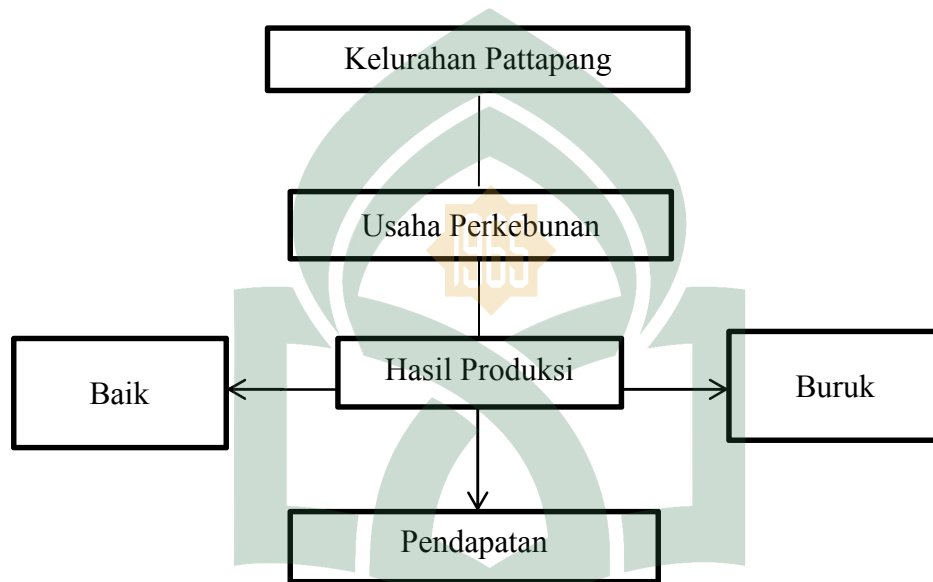 Kelurahan Pattapang
Usaha Perkebunan
1965
Baik
Hasil Produksi
Buruk
Pendapatan